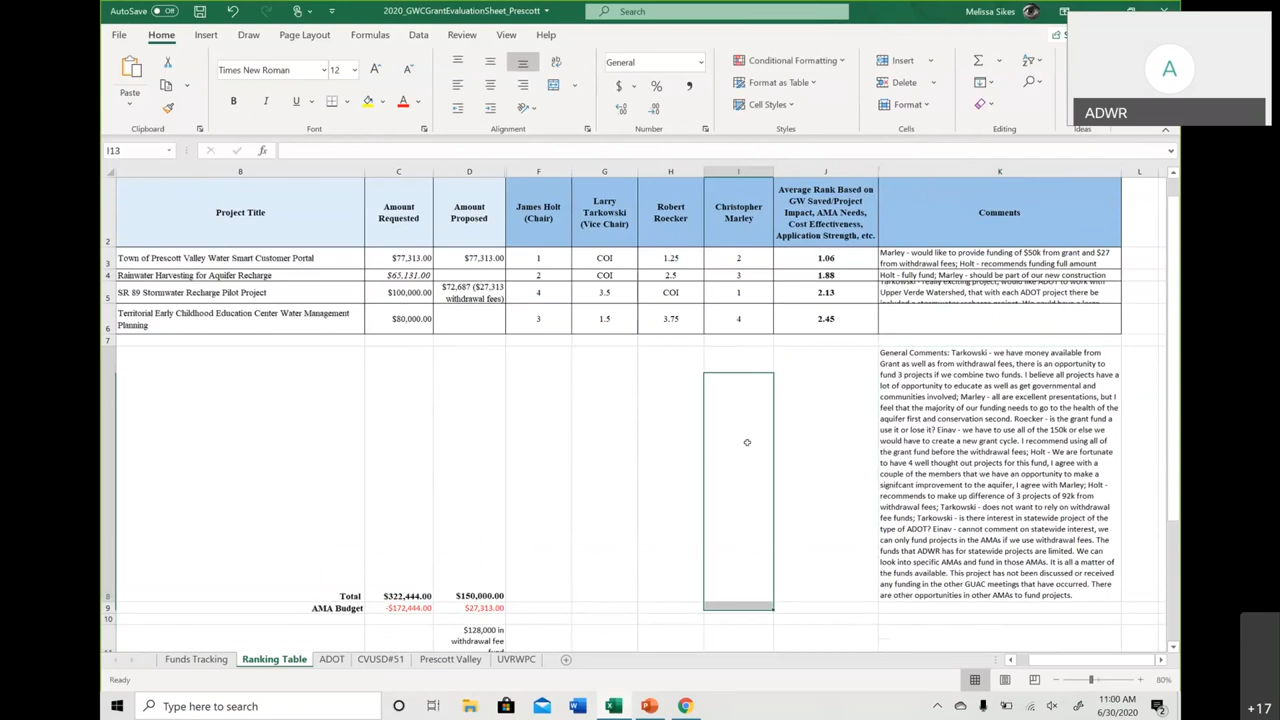 AutoSave Off 2020_GWCGrantEvaluationSheet_Prescott Search Melissa Sikes
File Home Insert Draw Page Layout Formulas Data Review View Help
A
ADWR
Paste
Times New Roman 12 General
B I U
Conditional Formatting
Format as Table
Cell Styles
Insert
Delete
Format
Clipboard Font Alignment Number Styles Cells Editing Ideas
I13 fx
B C D F G H I J K L
2 Project Title Amount Requested Amount Proposed James Holt (Chair) Larry Tarkowski (Vice Chair) Robert Roecker Christopher Marley Average Rank Based on GW Saved/Project Impact, AMA Needs, Cost Effectiveness, Application Strength, etc. Comments
3 Town of Prescott Valley Water Smart Customer Portal $77,313.00 $77,313.00 1 COI 1.25 2 1.06 Marley - would like to provide funding of $50k from grant and $27 from withdrawal fees; Holt - recommends funding full amount
4 Rainwater Harvesting for Aquifer Recharge $65,131.00 2 COI 2.5 3 1.88 Holt - fully fund; Marley - should be part of our new construction
5 SR 89 Stormwater Recharge Pilot Project $100,000.00 $72,687 ($27,313 withdrawal fees) 4 3.5 COI 1 2.13 Tarkowski - really exciting project, would like ADOT to work with Upper Verde Watershed, that with each ADOT project there be
6 Territorial Early Childhood Education Center Water Management Planning $80,000.00 3 1.5 3.75 4 2.45
7
General Comments: Tarkowski - we have money available from
Grant as well as from withdrawal fees, there is an opportunity to
fund 3 projects if we combine two funds. I believe all projects have a
lot of opportunity to educate as well as get governmental and
communities involved; Marley - all are excellent presentations, but I
feel that the majority of our funding needs to go to the health of the
aquifer first and conservation second. Roecker - is the grant fund a
use it or lose it? Einav - we have to use all of the 150k or else we
would have to create a new grant cycle. I recommend using all of
the grant fund before the withdrawal fees; Holt - We are fortunate
to have 4 well thought out projects for this fund, I agree with a
couple of the members that we have an opportunity to make a
signifcant improvement to the aquifer, I agree with Marley; Holt -
recommends to make up difference of 3 projects of 92k from
withdrawal fees; Tarkowski - does not want to rely on withdrawal
fee funds; Tarkowski - is there interest in statewide project of the
type of ADOT? Einav - cannot comment on statewide interest, we
can only fund projects in the AMAs if we use withdrawal fees. The
funds that ADWR has for statewide projects are limited. We can
look into specific AMAs and fund in those AMAs. It is all a matter of
the funds available. This project has not been discussed or received
any funding in the other GUAC meetings that have occurred. There
are other opportunities in other AMAs to fund projects.
8 Total $322,444.00 $150,000.00
9 AMA Budget -$172,444.00 $27,313.00
10
$128,000 in
withdrawal fee
Funds Tracking Ranking Table ADOT CVUSD#51 Prescott Valley UVRWPC
Ready 80%
Type here to search
11:00 AM
6/30/2020
2
+17